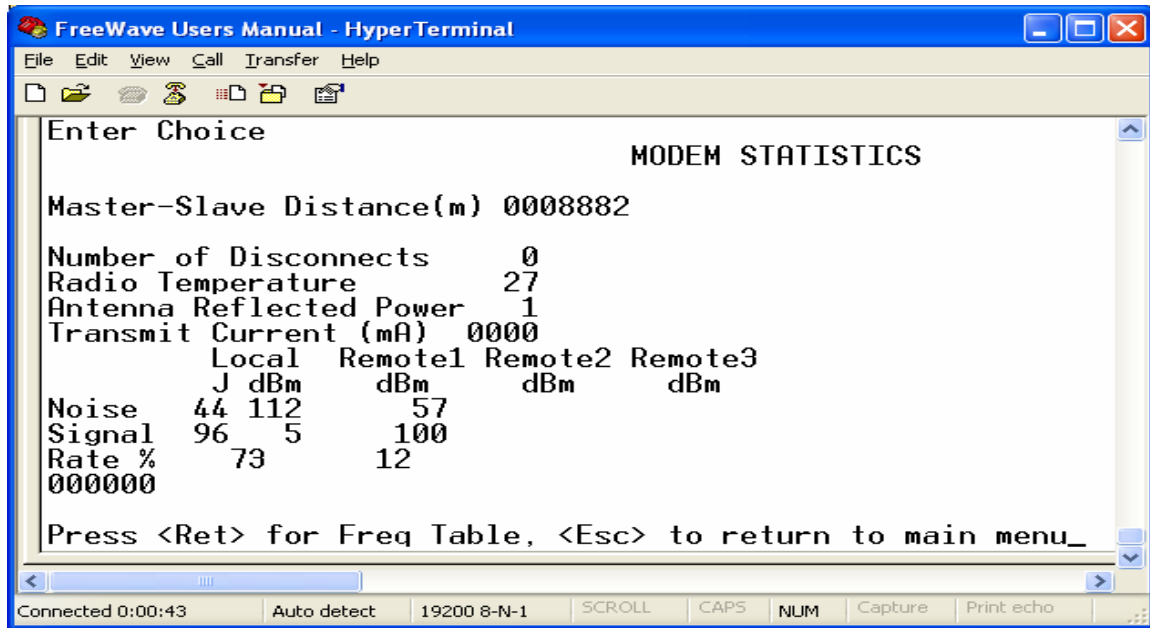 FreeWave Users Manual - HyperTerminal
File Edit View Call Transfer Help
Enter Choice
MODEM STATISTICS
Master-Slave Distance(m) 0008882
Number of Disconnects 0
Radio Temperature 27
Antenna Reflected Power 1
Transmit Current (mA) 0000
Local Remote1 Remote2 Remote3
J dBm dBm dBm dBm
Noise 44 112 57
Signal 96 5 100
Rate % 73 12
000000
Press <Ret> for Freq Table, <Esc> to return to main menu_
Connected 0:00:43 Auto detect 19200 8-N-1 SCROLL CAPS NUM Capture Print echo